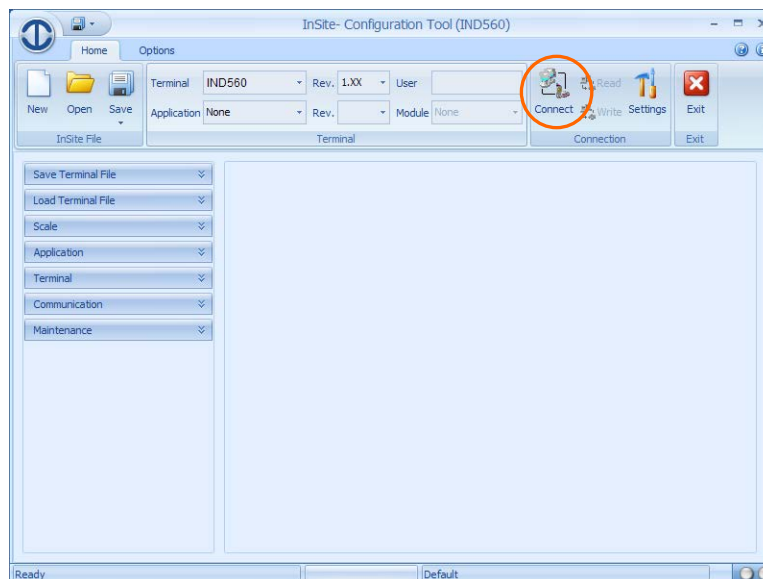 InSite- Configuration Tool (IND560)
Home Options
Terminal IND560 Rev. 1.XX User
Application None Rev. Module None
New Open Save Connect Read Write Settings Exit
InSite File Terminal Connection Exit
Save Terminal File
Load Terminal File
Scale
Application
Terminal
Communication
Maintenance
Ready Default